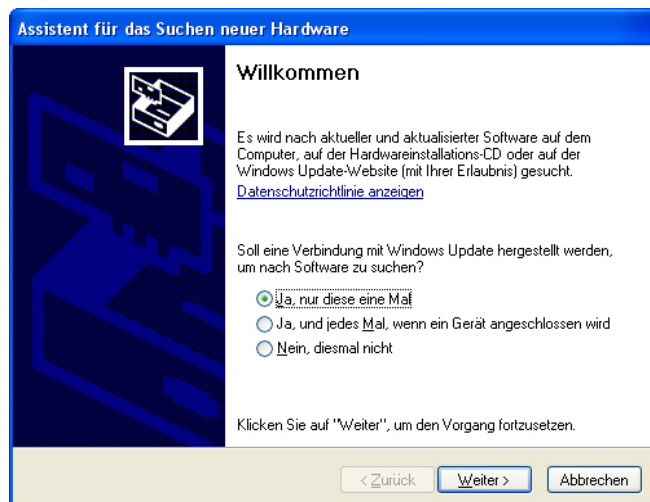 Assistent für das Suchen neuer Hardware
Willkommen
Es wird nach aktueller und aktualisierter Software auf dem
Computer, auf der Hardwareinstallations-CD oder auf der
Windows Update-Website (mit Ihrer Erlaubnis) gesucht.
Datenschutzrichtlinie anzeigen
Soll eine Verbindung mit Windows Update hergestellt werden,
um nach Software zu suchen?
Ja, nur diese eine Mal
Ja, und jedes Mal, wenn ein Gerät angeschlossen wird
Nein, diesmal nicht
Klicken Sie auf "Weiter", um den Vorgang fortzusetzen.
< Zurück Weiter > Abbrechen